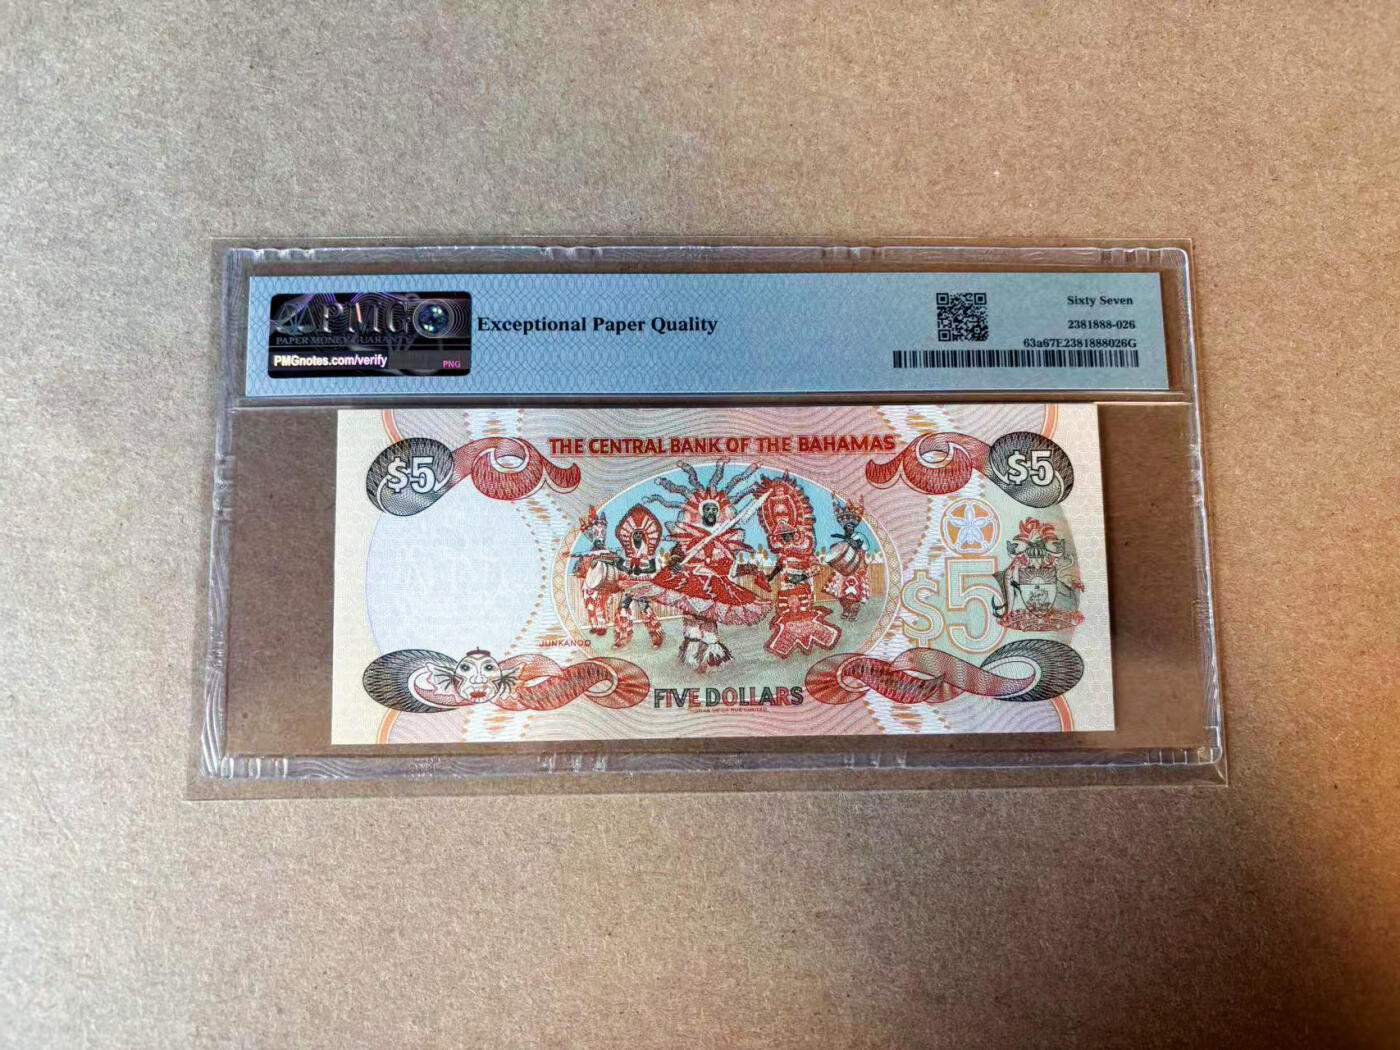 PMG
PAPER MONEY GUARANTY
PMGnotes.com/verify
PNG
Exceptional Paper Quality
Sixty Seven
2381888-026
63a67E2381888026G
THE CENTRAL BANK OF THE BAHAMAS
$5
$5
$5
JUNKANOO
FIVE DOLLARS